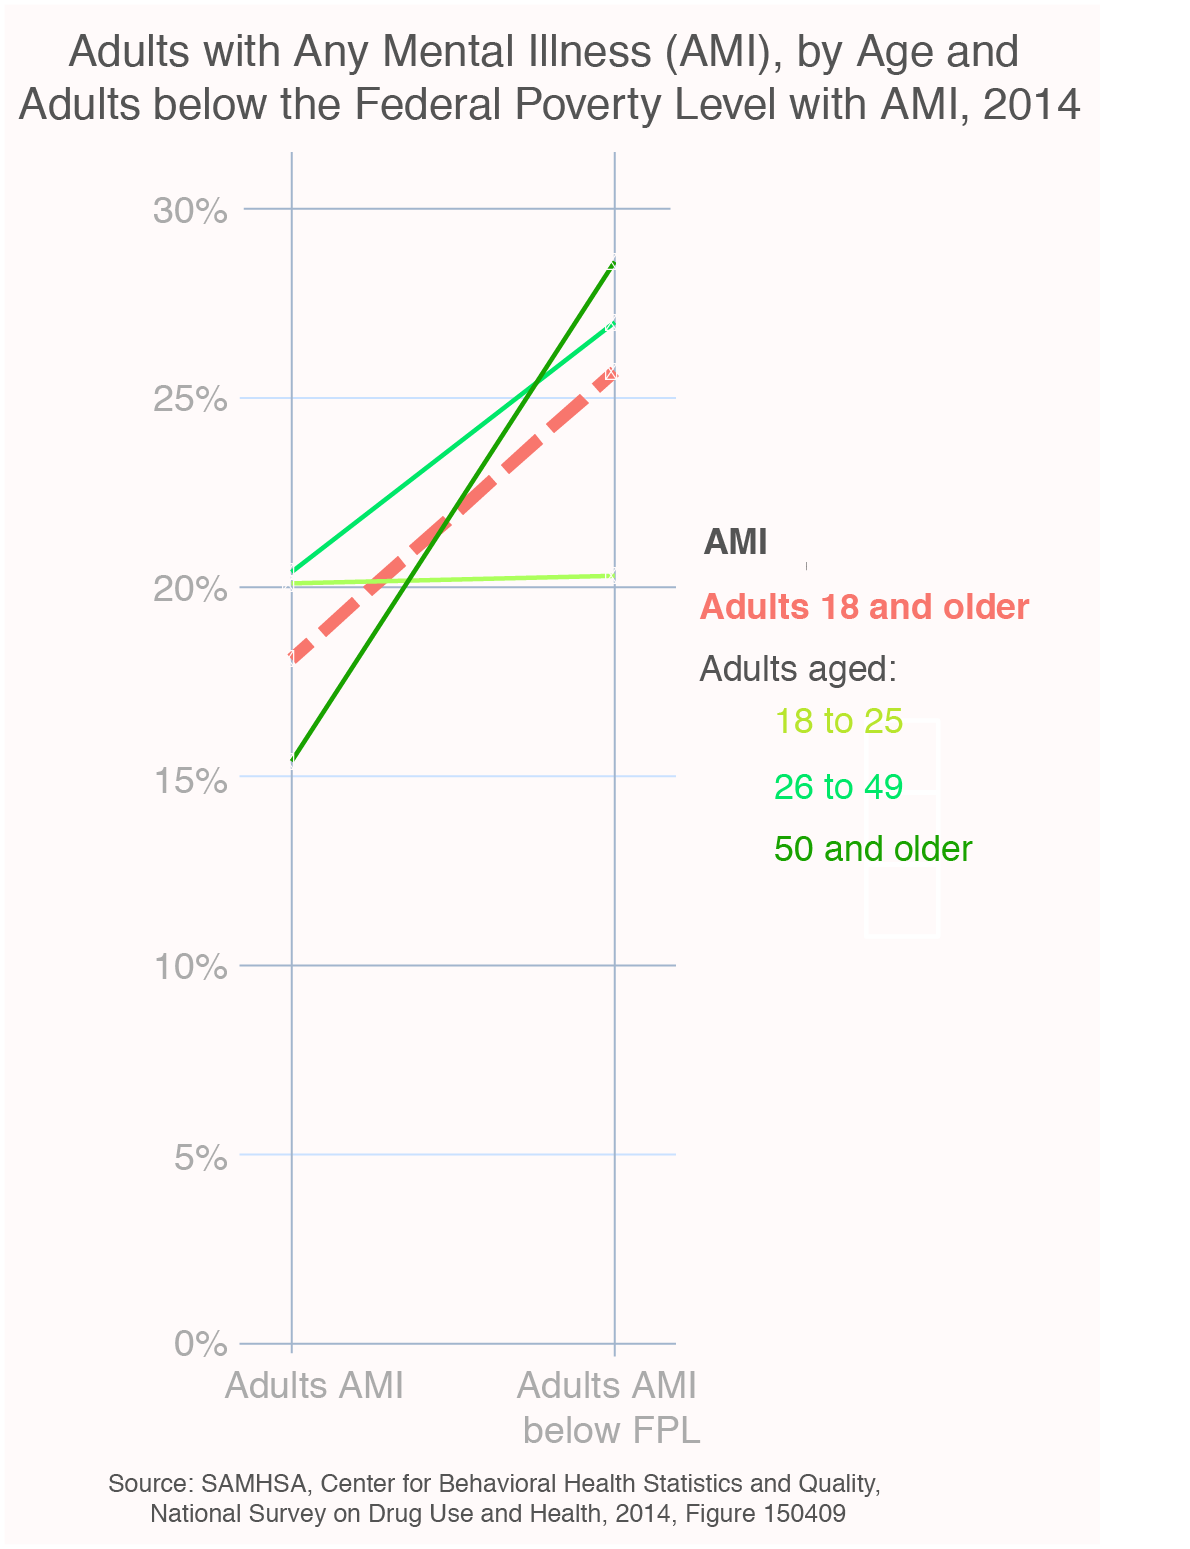 Adults with Any Mental Illness (AMI), by Age and
Adults below the Federal Poverty Level with AMI, 2014
30%
25%
20%
15%
10%
5%
0%
AMI
Adults 18 and older
Adults aged:
18 to 25
26 to 49
50 and older
Adults AMI
Adults AMI
below FPL
Source: SAMHSA, Center for Behavioral Health Statistics and Quality,
National Survey on Drug Use and Health, 2014, Figure 150409